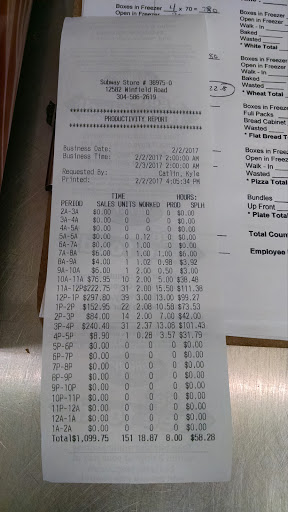 Boxes in Freezer 4 x 70 = 280
Open in Freezer
Walk - In
Baked
Wasted
* White Total
Boxes in Freezer
Open in Freezer
Walk - In
Baked
Wasted
* Wheat Total
Boxes in Freeze
Full Packs
Bread Cabinet
Wasted
* Flat Bread T
Boxes in Freez
Open in Freez
Walk - In
Wasted
* Pizza Total
Bundles
Up Front
* Plate Total
Total Coun
Employee
Subway Store # 38975-0
12582 Winfield Road
304-586-2619
PRODUCTIVITY REPORT
Business Date: 2/2/2017
Business Time: 2/2/2017 2:00:00 AM
2/3/2017 2:00:00 AM
Requested By: Catlin, Kyle
Printed: 2/2/2017 4:05:34 PM
TIME HOURS:
PERIOD SALES UNITS WORKED PROD SPLH
2A-3A $0.00 0 0 0 $0.00
3A-4A $0.00 0 0 0 $0.00
4A-5A $0.00 0 0 0 $0.00
5A-6A $0.00 0 0.12 0 $0.00
6A-7A $0.00 0 1.00 0 $0.00
7A-8A $6.00 1 1.00 1.00 $6.00
8A-9A $4.00 1 1.02 0.98 $3.92
9A-10A $6.00 1 2.00 0.50 $3.00
10A-11A $76.95 10 2.00 5.00 $38.48
11A-12P $222.75 31 2.00 15.50 $111.38
12P-1P $297.80 39 3.00 13.00 $99.27
1P-2P $152.95 22 2.08 10.58 $73.53
2P-3P $84.00 14 2.00 7.00 $42.00
3P-4P $240.40 31 2.37 13.08 $101.43
4P-5P $8.90 1 0.28 3.57 $31.79
5P-6P $0.00 0 0 0 $0.00
6P-7P $0.00 0 0 0 $0.00
7P-8P $0.00 0 0 0 $0.00
8P-9P $0.00 0 0 0 $0.00
9P-10P $0.00 0 0 0 $0.00
10P-11P $0.00 0 0 0 $0.00
11P-12A $0.00 0 0 0 $0.00
12A-1A $0.00 0 0 0 $0.00
1A-2A $0.00 0 0 0 $0.00
Total $1,099.75 151 18.87 8.00 $58.28